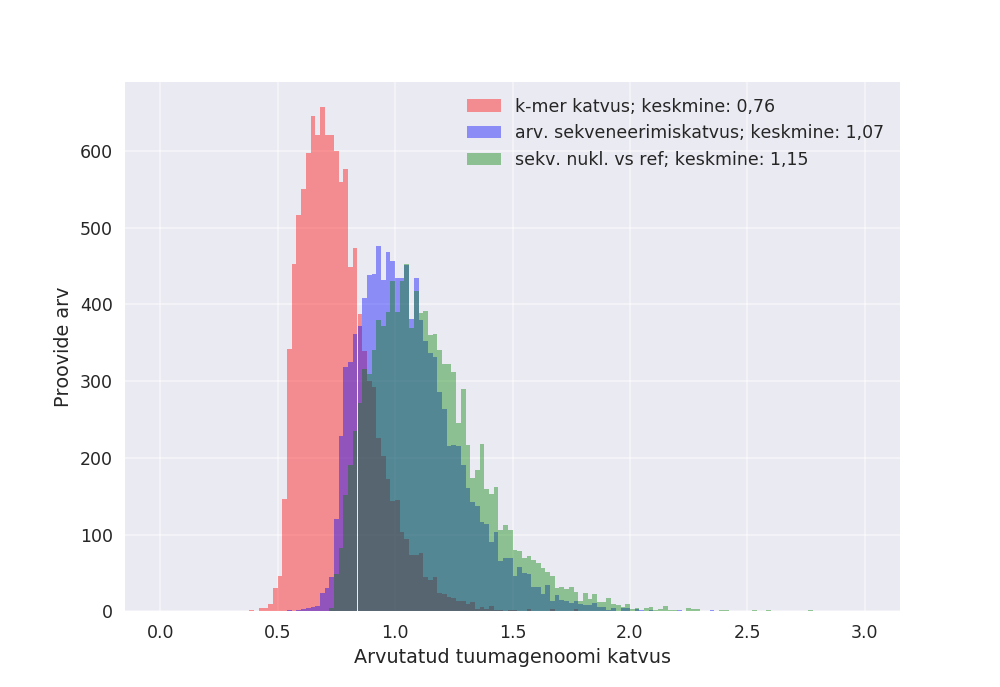 k-mer katvus; keskmine: 0,76
arv. sekveneerimiskatvus; keskmine: 1,07
sekv. nukl. vs ref; keskmine: 1,15
Proovide arv
600
500
400
300
200
100
0
0.0 0.5 1.0 1.5 2.0 2.5 3.0
Arvutatud tuumagenoomi katvus